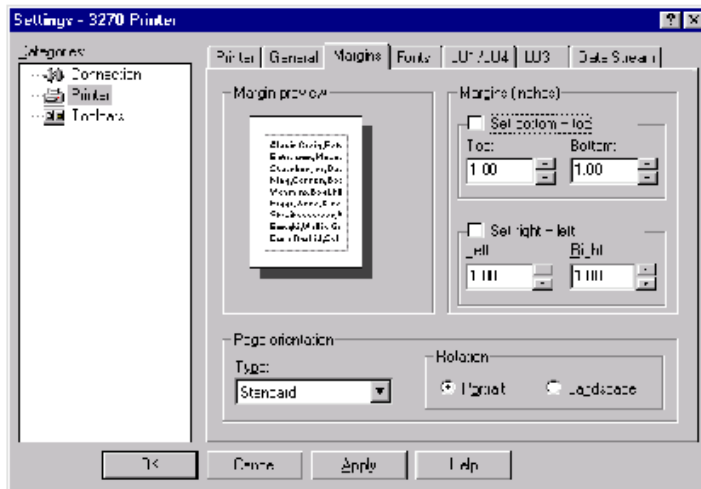 Settings - 3270 Printer
Categories:
Connection
Printer
Toolbars
Printer General Margins Fonts LU1/LU4 LU3 Data Stream
Margin preview
Margins (inches)
Set bottom = top
Top: Bottom:
1.00 1.00
Set right = left
Left Right
1.00 1.00
Page orientation
Type:
Standard
Rotation
Portrait Landscape
OK Cancel Apply Help